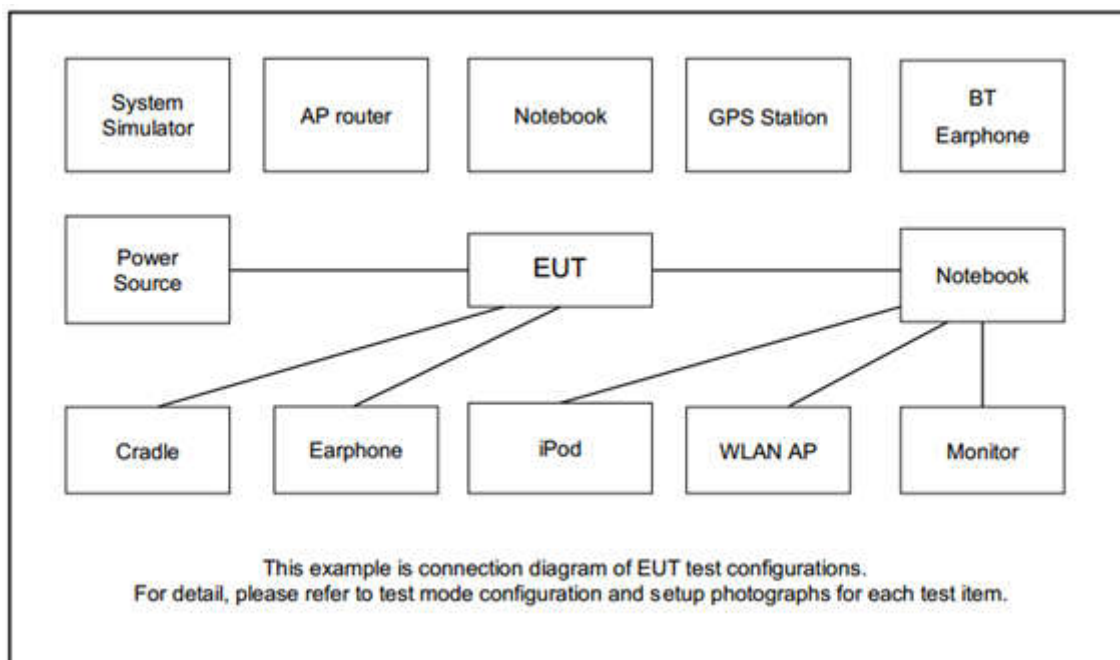 System
Simulator
AP router
Notebook
GPS Station
BT
Earphone
Power
Source
EUT
Notebook
Cradle
Earphone
iPod
WLAN AP
Monitor
This example is connection diagram of EUT test configurations.
For detail, please refer to test mode configuration and setup photographs for each test item.